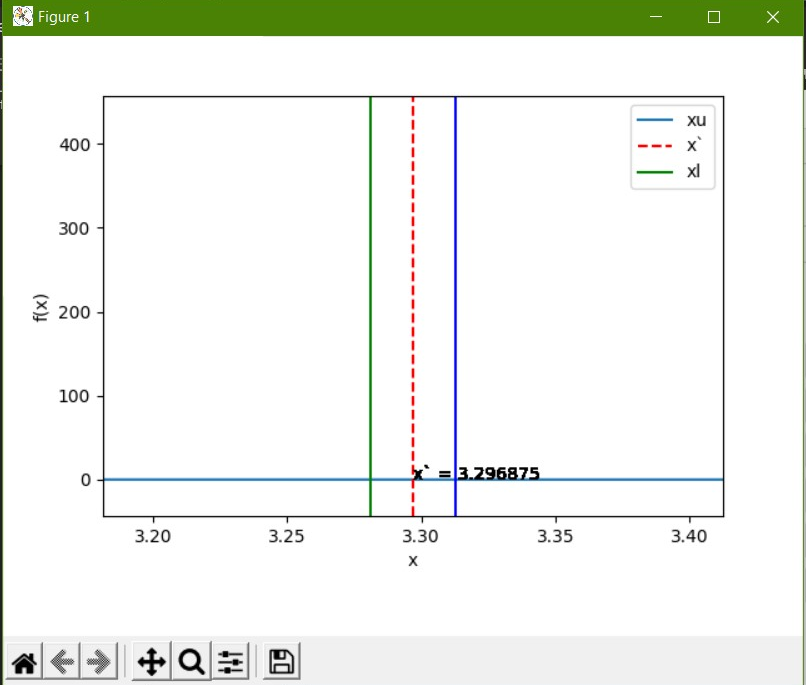 Figure 1
xu
x`
xl
400
300
200
100
0
f(x)
x` = 3.296875
3.20 3.25 3.30 3.35 3.40
x